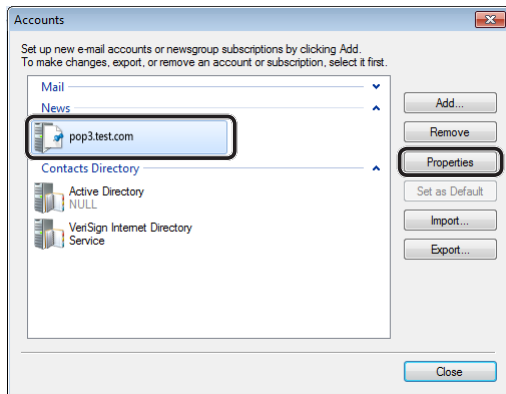 Accounts
Set up new e-mail accounts or newsgroup subscriptions by clicking Add.
To make changes, export, or remove an account or subscription, select it first.
Mail
News
pop3.test.com
Contacts Directory
Active Directory
NULL
VeriSign Internet Directory
Service
Add...
Remove
Properties
Set as Default
Import...
Export...
Close